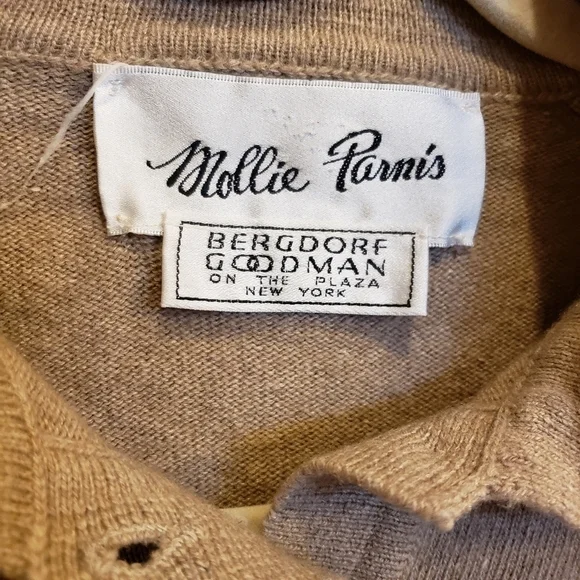 Mollie Parnis
BERGDORF
GOODMAN
ON THE PLAZA
NEW YORK